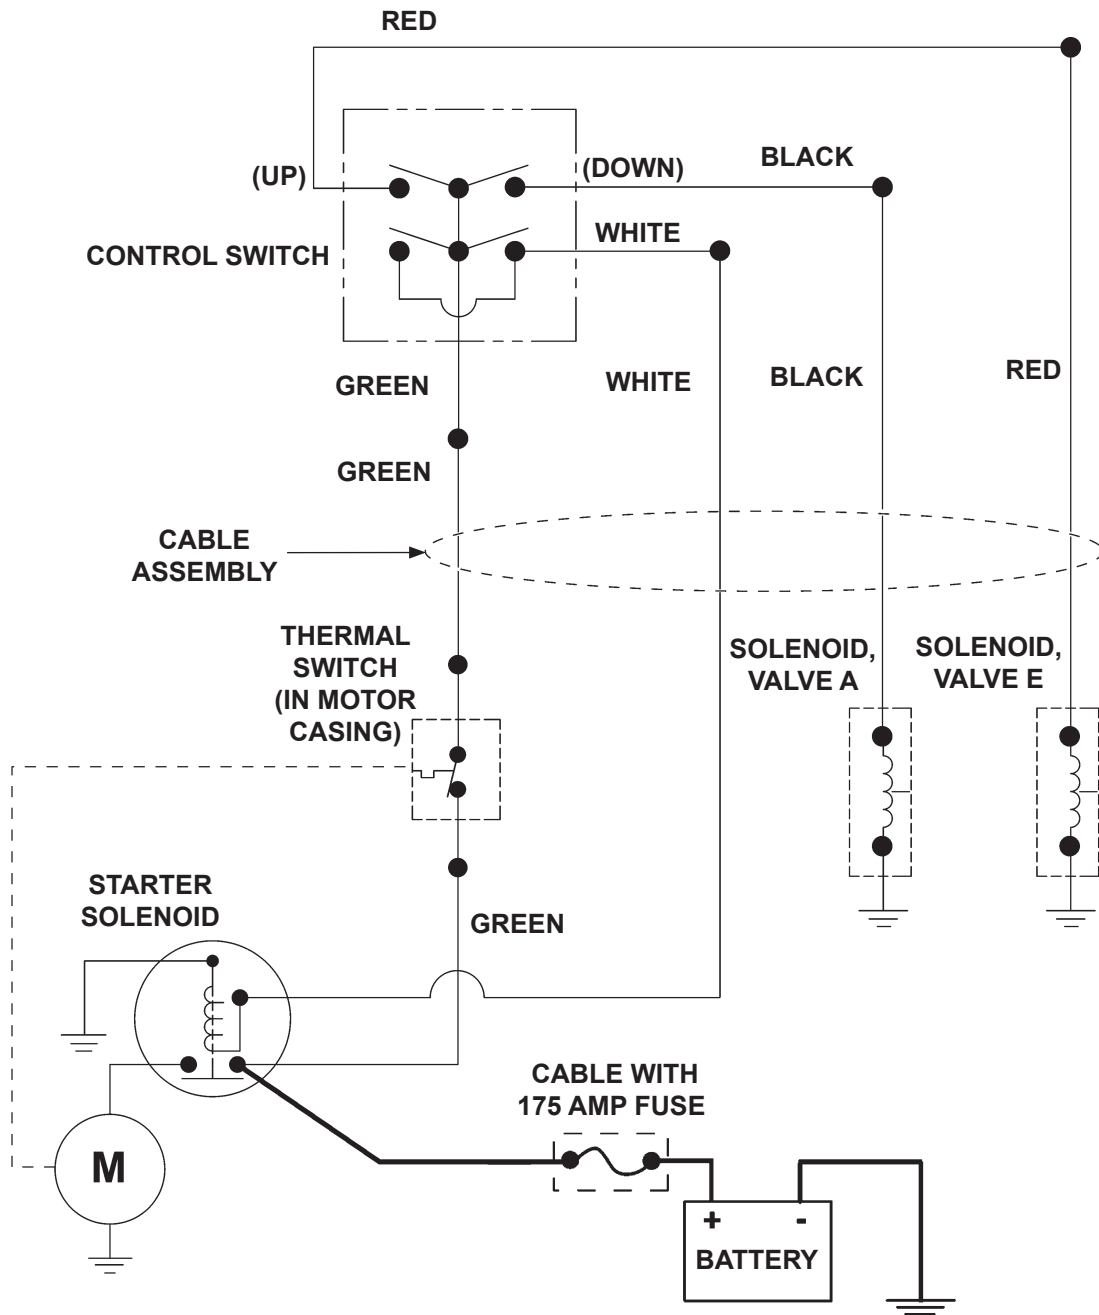 RED
(UP)
(DOWN)
BLACK
CONTROL SWITCH
WHITE
GREEN
WHITE
BLACK
RED
GREEN
CABLE
ASSEMBLY
THERMAL
SWITCH
(IN MOTOR
CASING)
SOLENOID,
VALVE A
SOLENOID,
VALVE E
STARTER
SOLENOID
GREEN
CABLE WITH
175 AMP FUSE
M
+ -
BATTERY